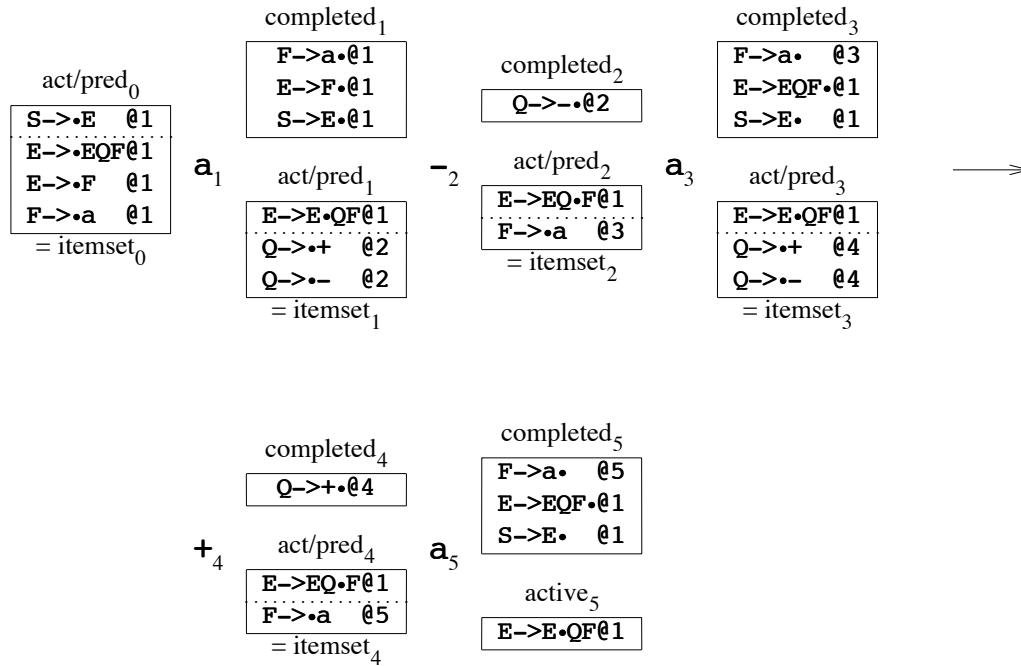 act/pred0
S->•E @1
E->•EQF@1
E->•F @1
F->•a @1
= itemset0
a1
completed1
F->a•@1
E->F•@1
S->E•@1
act/pred1
E->E•QF@1
Q->•+ @2
Q->•- @2
= itemset1
-2
completed2
Q->-•@2
act/pred2
E->EQ•F@1
F->•a @3
= itemset2
a3
completed3
F->a• @3
E->EQF•@1
S->E• @1
act/pred3
E->E•QF@1
Q->•+ @4
Q->•- @4
= itemset3
+4
completed4
Q->+•@4
act/pred4
E->EQ•F@1
F->•a @5
= itemset4
a5
completed5
F->a• @5
E->EQF•@1
S->E• @1
active5
E->E•QF@1